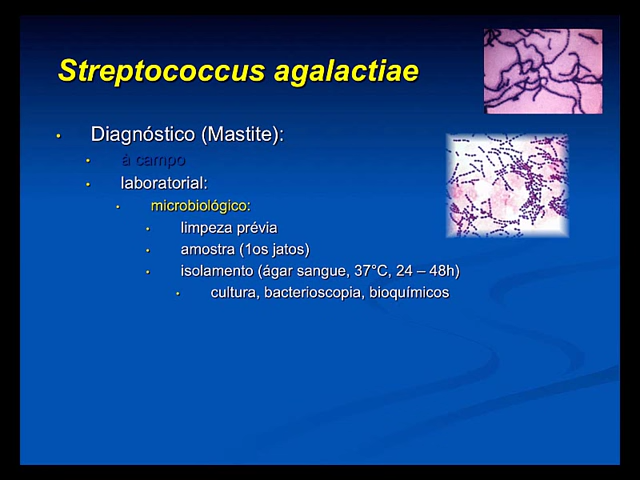 Streptococcus agalactiae
• Diagnóstico (Mastite):
• á campo
• laboratorial:
• microbiológico:
• limpeza prévia
• amostra (1os jatos)
• isolamento (ágar sangue, 37°C, 24 – 48h)
• cultura, bacterioscopia, bioquímicos